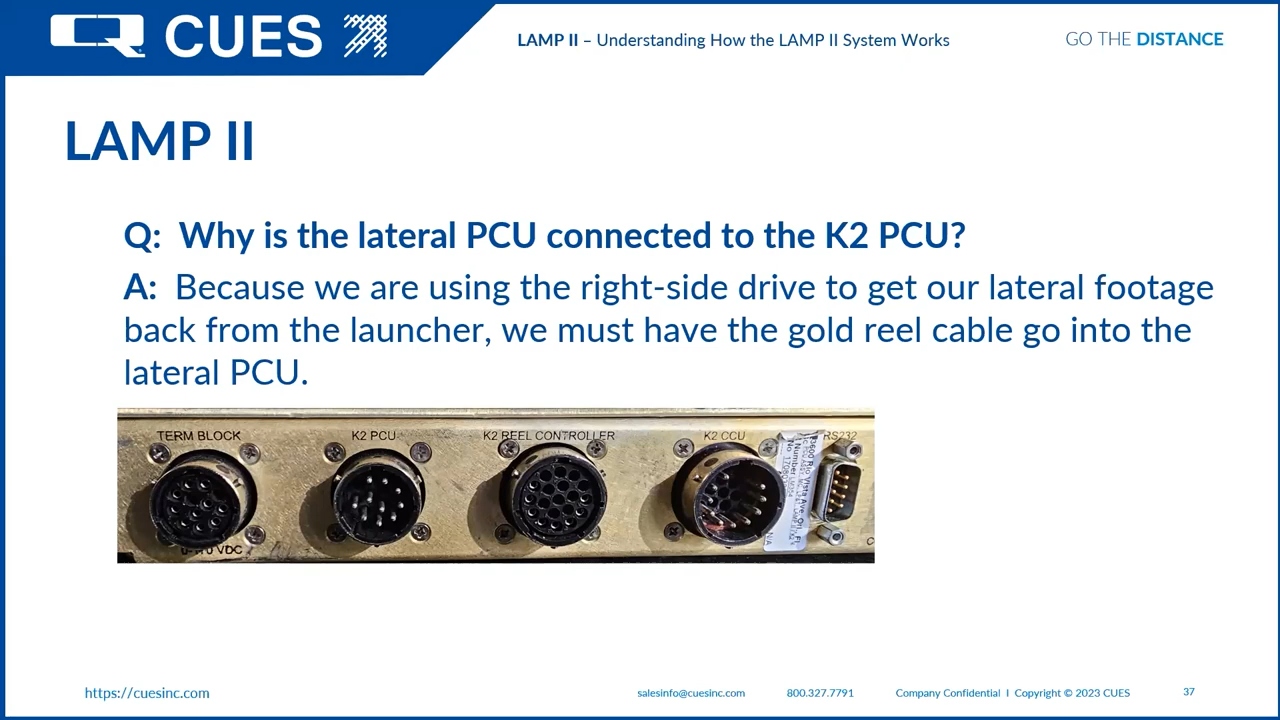 CUES
LAMP II – Understanding How the LAMP II System Works
GO THE DISTANCE
LAMP II
Q: Why is the lateral PCU connected to the K2 PCU?
A: Because we are using the right-side drive to get our lateral footage
back from the launcher, we must have the gold reel cable go into the
lateral PCU.
TERM BLOCK
K2 PCU
K2 REEL CONTROLLER
K2 CCU
RS232
VDC
https://cuesinc.com
salesinfo@cuesinc.com
800.327.7791
Company Confidential I Copyright © 2023 CUES
37